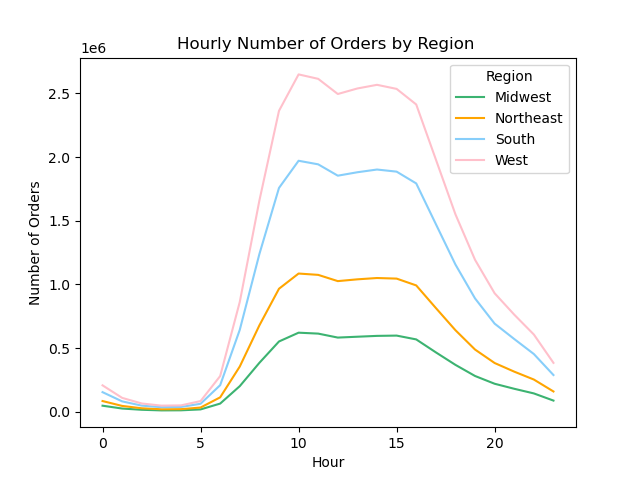 Hourly Number of Orders by Region
1e6
2.5
2.0
1.5
1.0
0.5
0.0
Number of Orders
0 5 10 15 20
Hour
Region
Midwest
Northeast
South
West